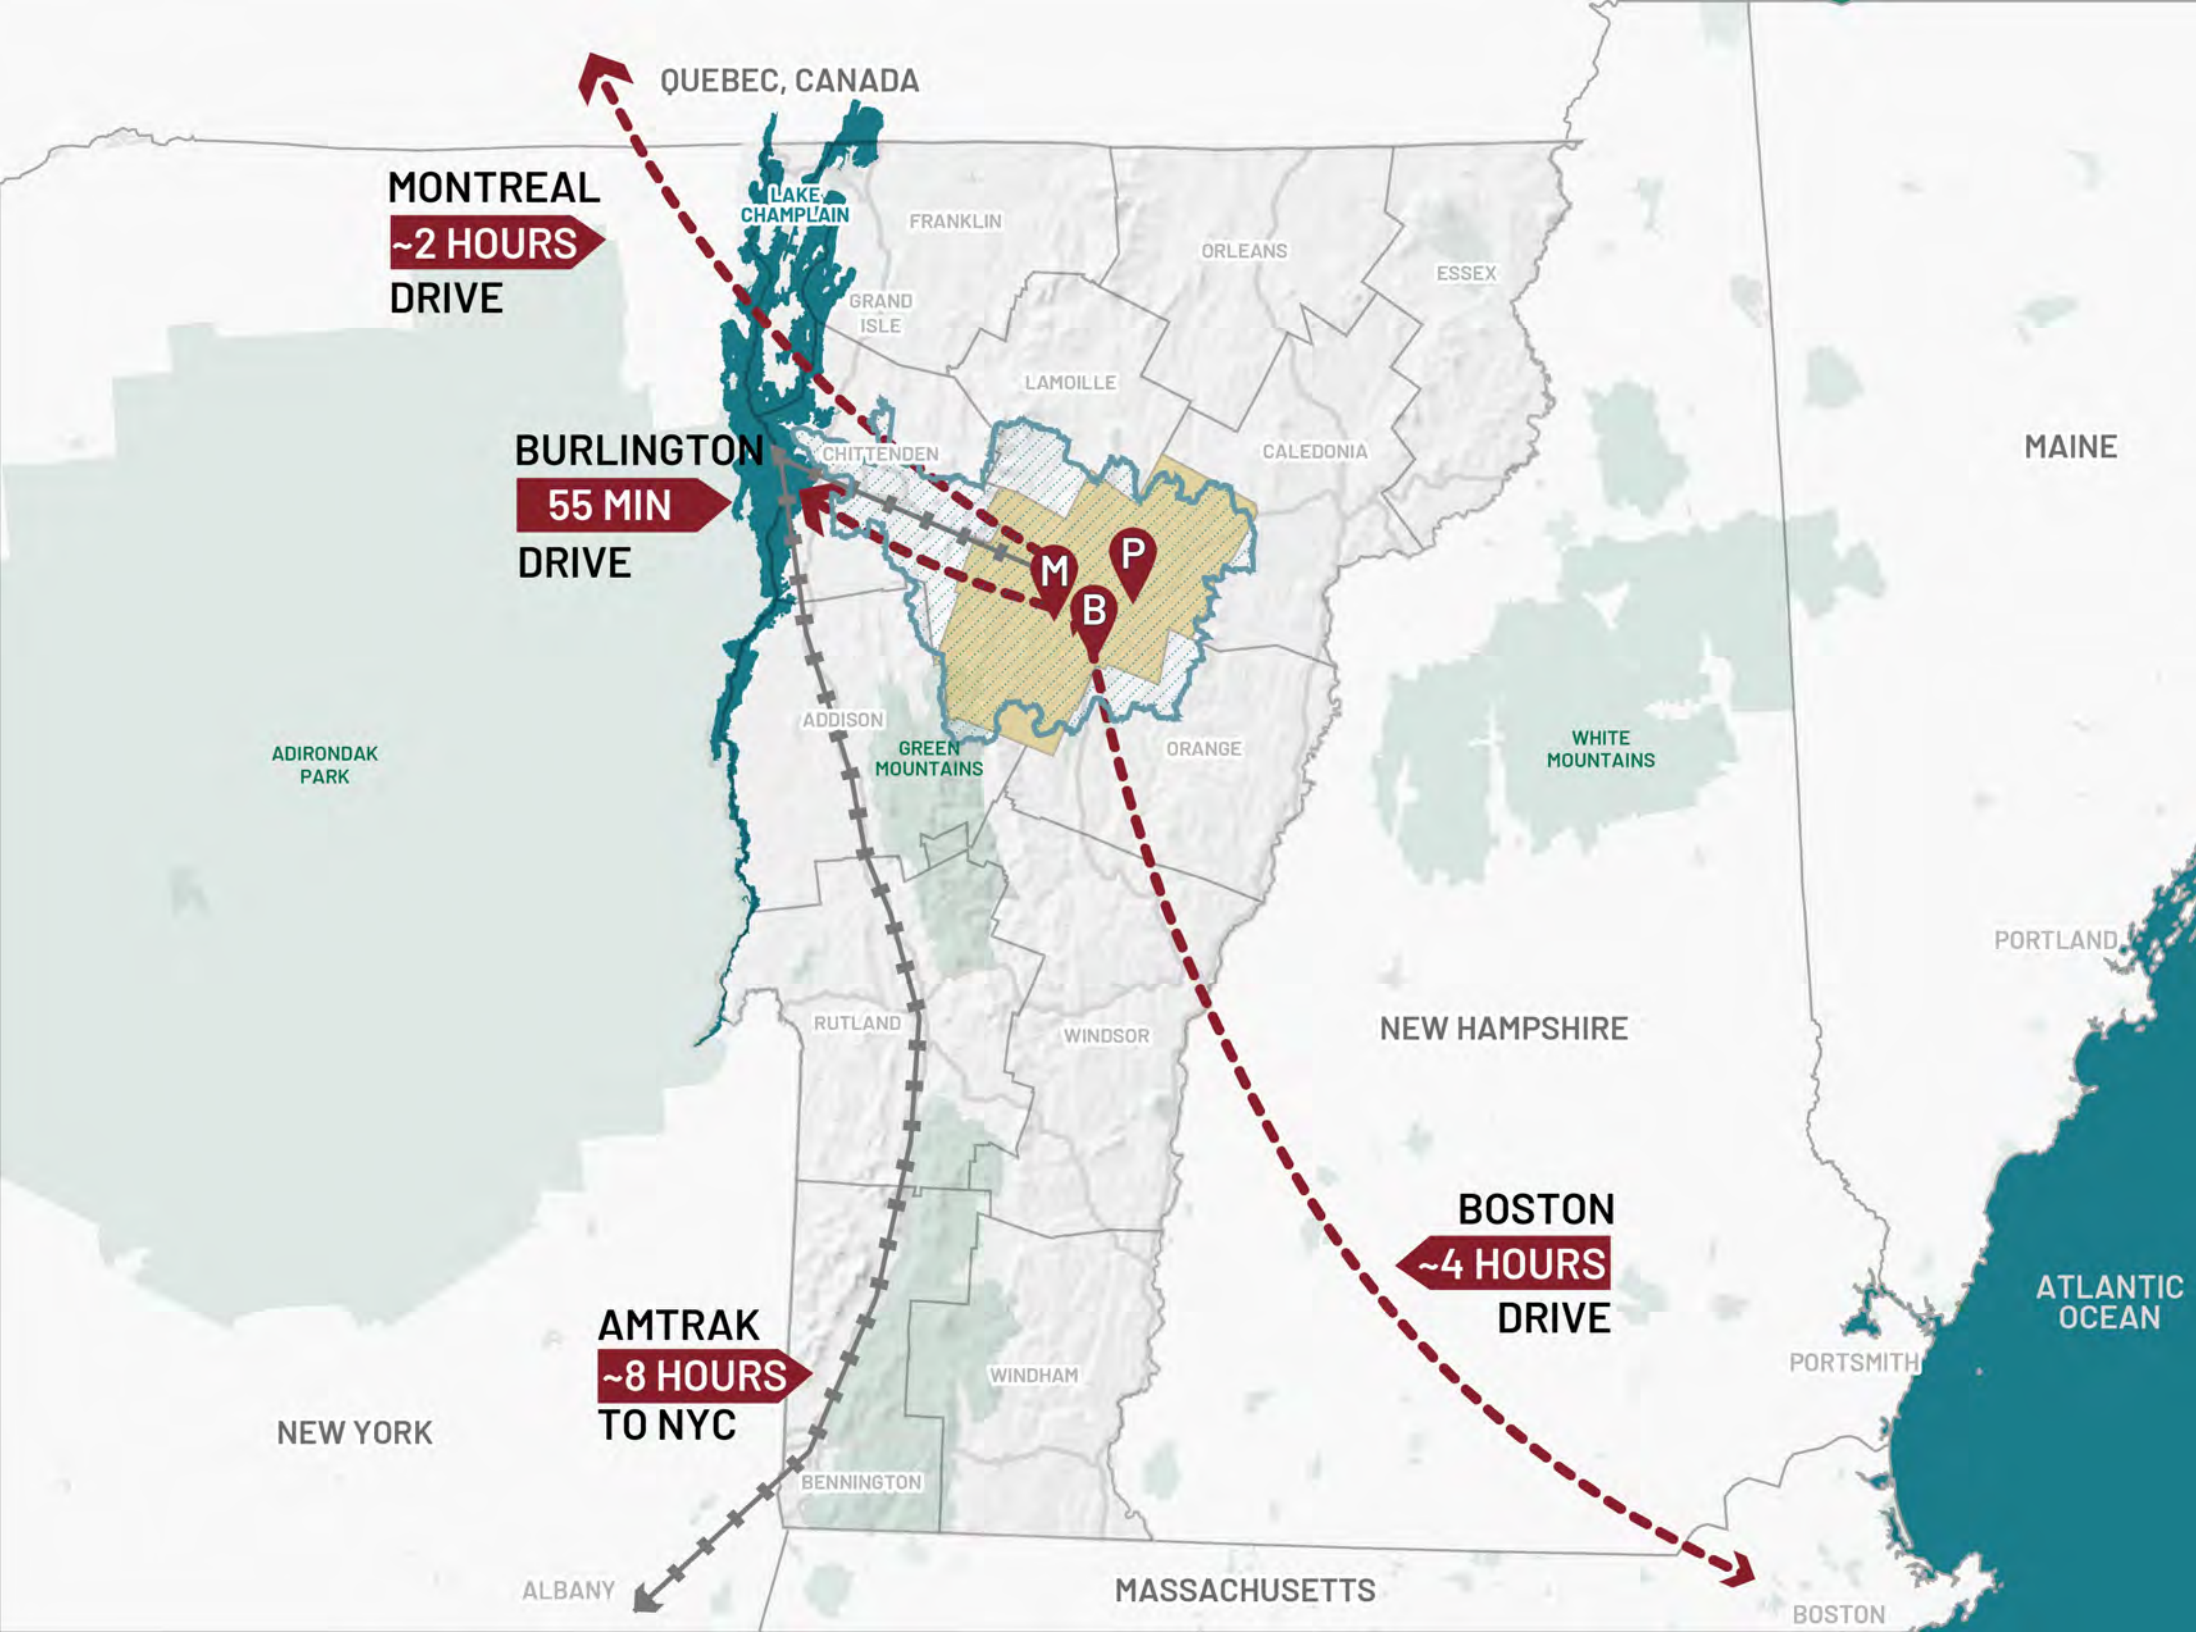 QUEBEC, CANADA
MONTREAL
~2 HOURS
DRIVE
LAKE
CHAMPLAIN
FRANKLIN
ORLEANS
ESSEX
GRAND
ISLE
LAMOILLE
BURLINGTON
55 MIN
DRIVE
CHITTENDEN
CALEDONIA
MAINE
M
P
B
ADDISON
GREEN
MOUNTAINS
ORANGE
ADIRONDAK
PARK
WHITE
MOUNTAINS
PORTLAND
RUTLAND
WINDSOR
NEW HAMPSHIRE
BOSTON
~4 HOURS
DRIVE
ATLANTIC
OCEAN
AMTRAK
~8 HOURS
TO NYC
WINDHAM
PORTSMITH
NEW YORK
BENNINGTON
ALBANY
MASSACHUSETTS
BOSTON